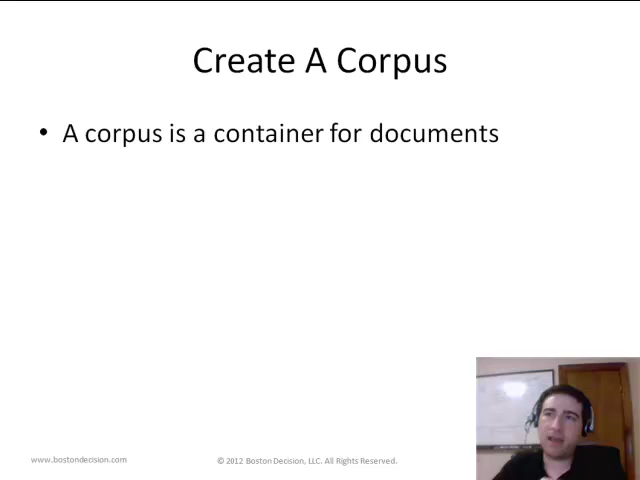 Create A Corpus
• A corpus is a container for documents
www.bostondecision.com
© 2012 Boston Decision, LLC. All Rights Reserved.